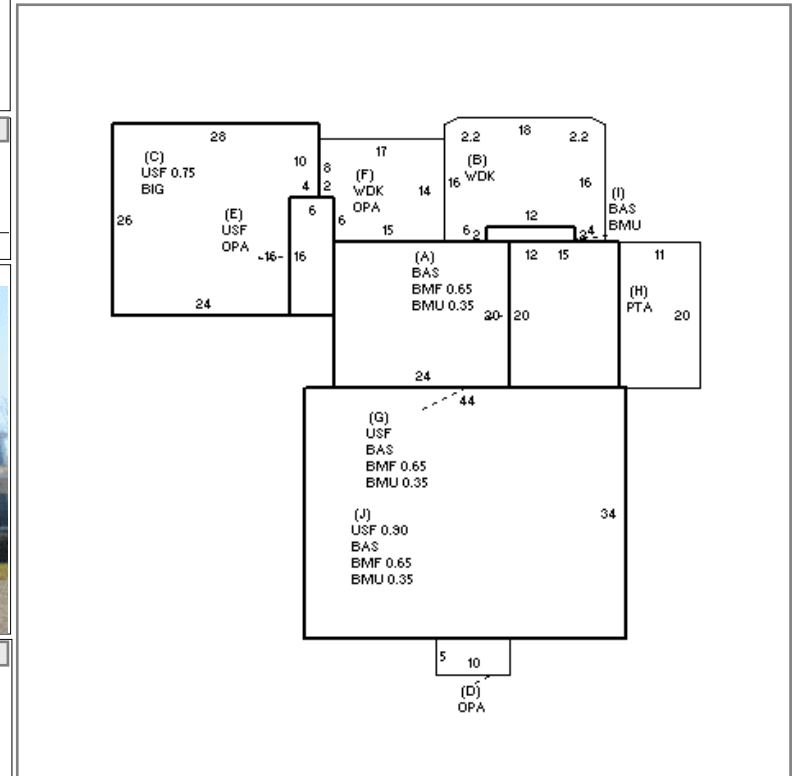 28
(C)
USF 0.75
BIG
26
10
4
24
(E)
USF
OPA
16
6
16
8
2
17
(F)
WDK
OPA
14
6
15
2.2
18
2.2
(B)
WDK
16
16
12
6
2
4
(I)
BAS
BMU
(A)
BAS
BMF 0.65
BMU 0.35
24
20
12
15
11
(H)
PTA
20
44
(G)
USF
BAS
BMF 0.65
BMU 0.35
(J)
USF 0.90
BAS
BMF 0.65
BMU 0.35
34
5
10
(D)
OPA